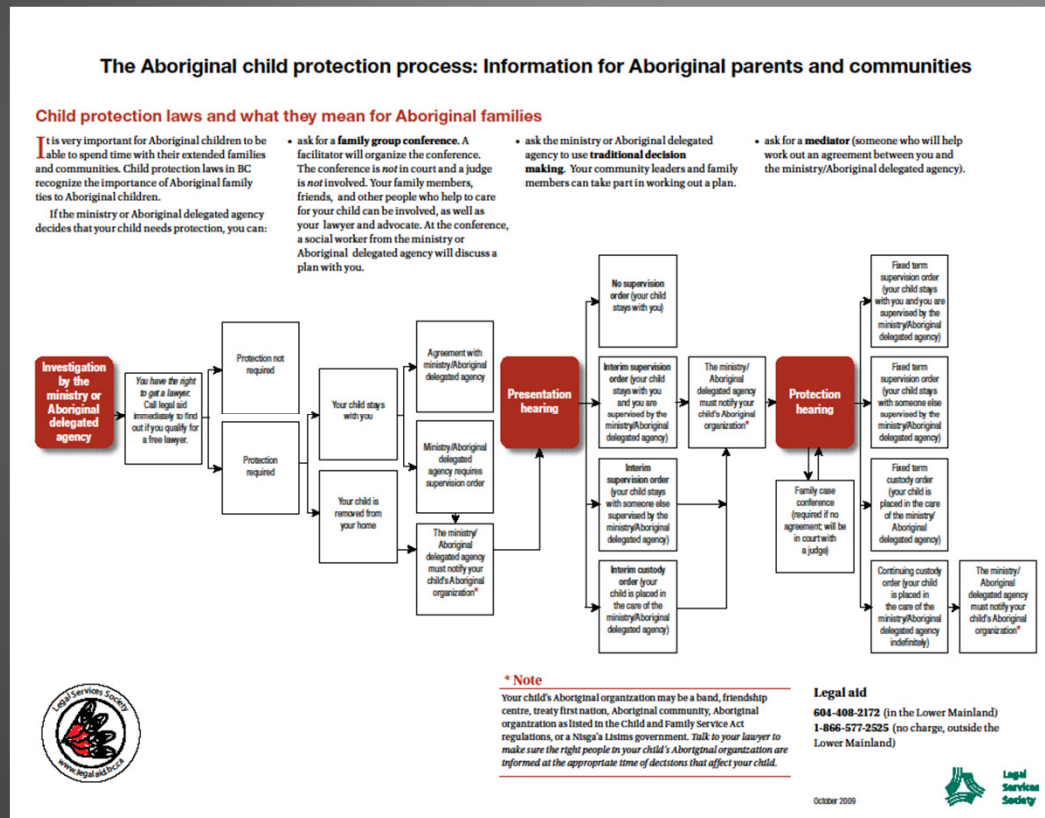 The Aboriginal child protection process: Information for Aboriginal parents and communities
Child protection laws and what they mean for Aboriginal families
It is very important for Aboriginal children to be
able to spend time with their extended families
and communities. Child protection laws in BC
recognize the importance of Aboriginal family
ties to Aboriginal children.
If the ministry or Aboriginal delegated agency
decides that your child needs protection, you can:
• ask for a family group conference. A
facilitator will organize the conference.
The conference is not in court and a judge
is not involved. Your family members,
friends, and other people who help to care
for your child can be involved, as well as
your lawyer and advocate. At the conference,
a social worker from the ministry or
Aboriginal delegated agency will discuss a
plan with you.
• ask the ministry or Aboriginal delegated
agency to use traditional decision
making. Your community leaders and family
members can take part in working out a plan.
• ask for a mediator (someone who will help
work out an agreement between you and
the ministry/Aboriginal delegated agency).
Investigation
by the
ministry or
Aboriginal
delegated
agency
You have the right
to get a lawyer.
Call legal aid
immediately to find
out if you qualify for
a free lawyer.
Protection not
required
Protection
required
Your child stays
with you
Your child is
removed from
your home
Agreement with
ministry/Aboriginal
delegated agency
Ministry/Aboriginal
delegated
agency requires
supervision order
The ministry/
Aboriginal
delegated agency
must notify your
child's Aboriginal
organization*
Presentation
hearing
No supervision
order (your child
stays with you)
Interim supervision
order (your child
stays with you
and you are
supervised by the
ministry/Aboriginal
delegated agency)
Interim
supervision order
(your child stays
with someone else
supervised by the
ministry/Aboriginal
delegated agency)
Interim custody
order (your
child is placed in
the care of the
ministry/Aboriginal
delegated agency)
The ministry/
Aboriginal
delegated agency
must notify your
child's Aboriginal
organization*
Protection
hearing
Family case
conference
(required if no
agreement; will be
in court with
a judge)
Fixed term
supervision order
(your child stays
with you and you are
supervised by the
ministry/Aboriginal
delegated agency)
Fixed term
supervision order
(your child stays
with someone else
supervised by the
ministry/Aboriginal
delegated agency)
Fixed term
custody order
(your child is
placed in the care
of the ministry/
Aboriginal
delegated agency)
Continuing custody
order (your child
is placed in
the care of the
ministry/Aboriginal
delegated agency
indefinitely)
The ministry/
Aboriginal
delegated agency
must notify your
child's Aboriginal
organization*
* Note
Your child's Aboriginal organization may be a band, friendship
centre, treaty first nation, Aboriginal community, Aboriginal
organization as listed in the Child and Family Service Act
regulations, or a Nisga'a Lisims government. Talk to your lawyer to
make sure the right people in your child's Aboriginal organization are
informed at the appropriate time of decisions that affect your child.
Legal aid
604-408-2172 (in the Lower Mainland)
1-866-577-2525 (no charge, outside the
Lower Mainland)
Legal Services Society
www.legalaid.bc.ca
October 2009
Legal
Services
Society